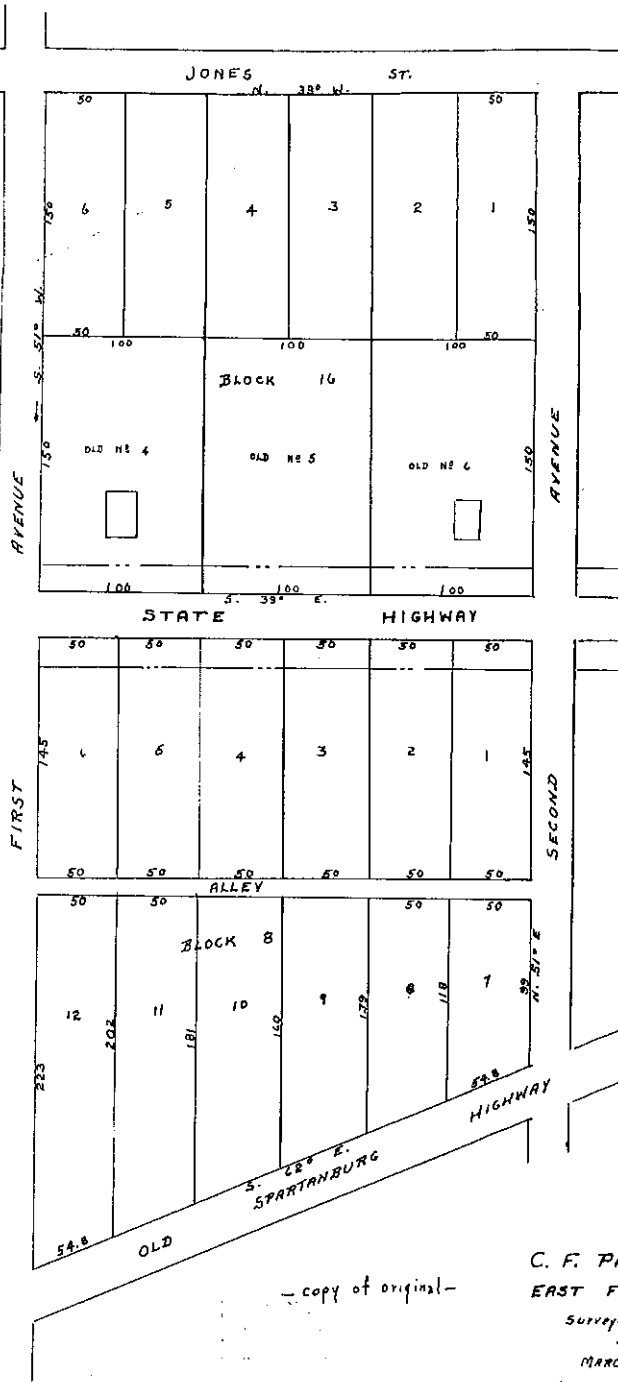 JONES ST.
N. 39° W.
50 50
150 6 5 4 3 2 1 150
50 50
100 100 100
S. 51° W.
BLOCK 16
150 OLD Nº 4 OLD Nº 5 OLD Nº 6 150
AVENUE AVENUE
100 100 100
S. 39° E.
STATE HIGHWAY
50 50 50 50 50 50
145 6 5 4 3 2 1 145
FIRST SECOND
50 50 50 50 50 50
ALLEY
50 50 50 50
BLOCK 8
N. 51° E
12 11 10 9 8 7
223 202 181 160 139 118 99
54.8
54.8
S. 62° E.
OLD SPARTANBURG HIGHWAY
— copy of original —
C. F.
EAST